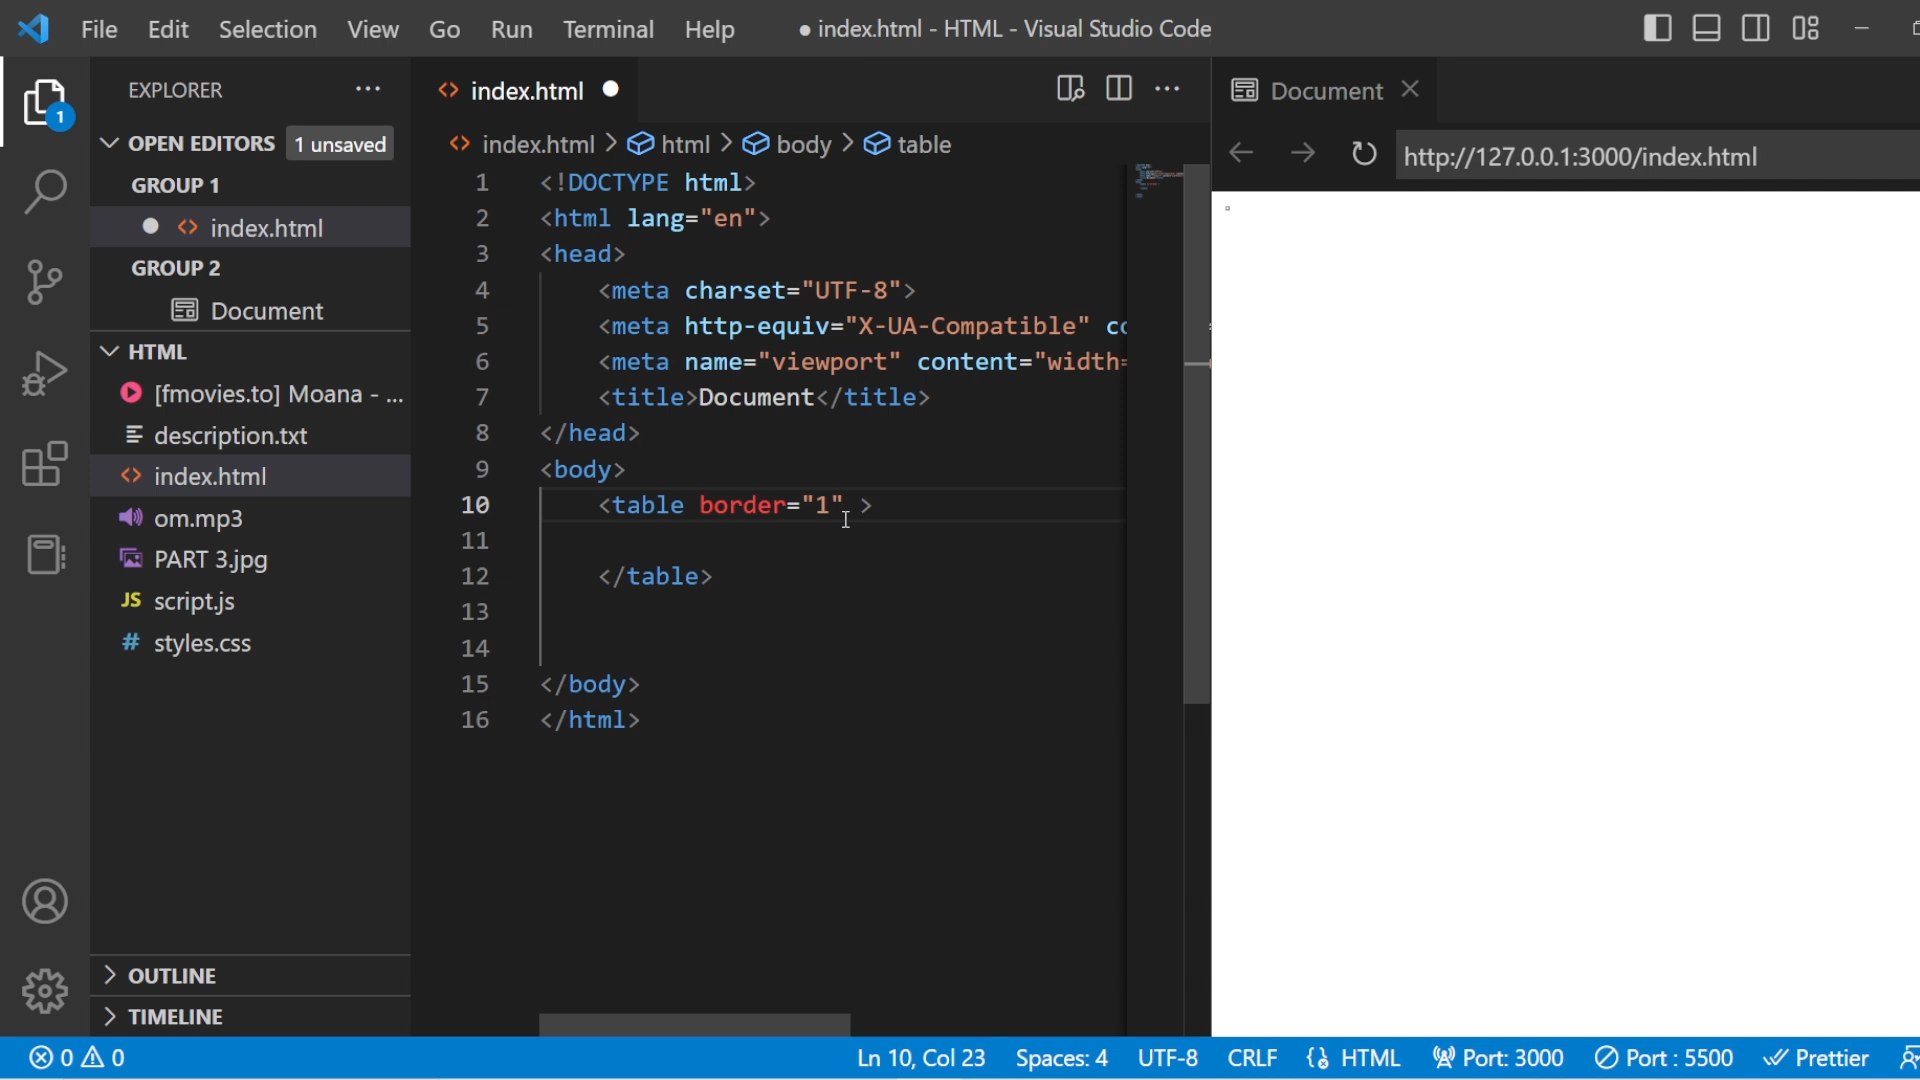 File Edit Selection View Go Run Terminal Help ● index.html - HTML - Visual Studio Code
EXPLORER ···
1
OPEN EDITORS 1 unsaved
GROUP 1
index.html
GROUP 2
Document
HTML
[fmovies.to] Moana - ...
description.txt
index.html
om.mp3
PART 3.jpg
JS script.js
# styles.css
OUTLINE
TIMELINE
<> index.html ●
<> index.html > html > body > table
1 <!DOCTYPE html>
2 <html lang="en">
3 <head>
4 <meta charset="UTF-8">
5 <meta http-equiv="X-UA-Compatible" co
6 <meta name="viewport" content="width=
7 <title>Document</title>
8 </head>
9 <body>
10 <table border="1" >
11
12 </table>
13
14
15 </body>
16 </html>
Document
http://127.0.0.1:3000/index.html
0 0 Ln 10, Col 23 Spaces: 4 UTF-8 CRLF HTML Port: 3000 Port : 5500 Prettier